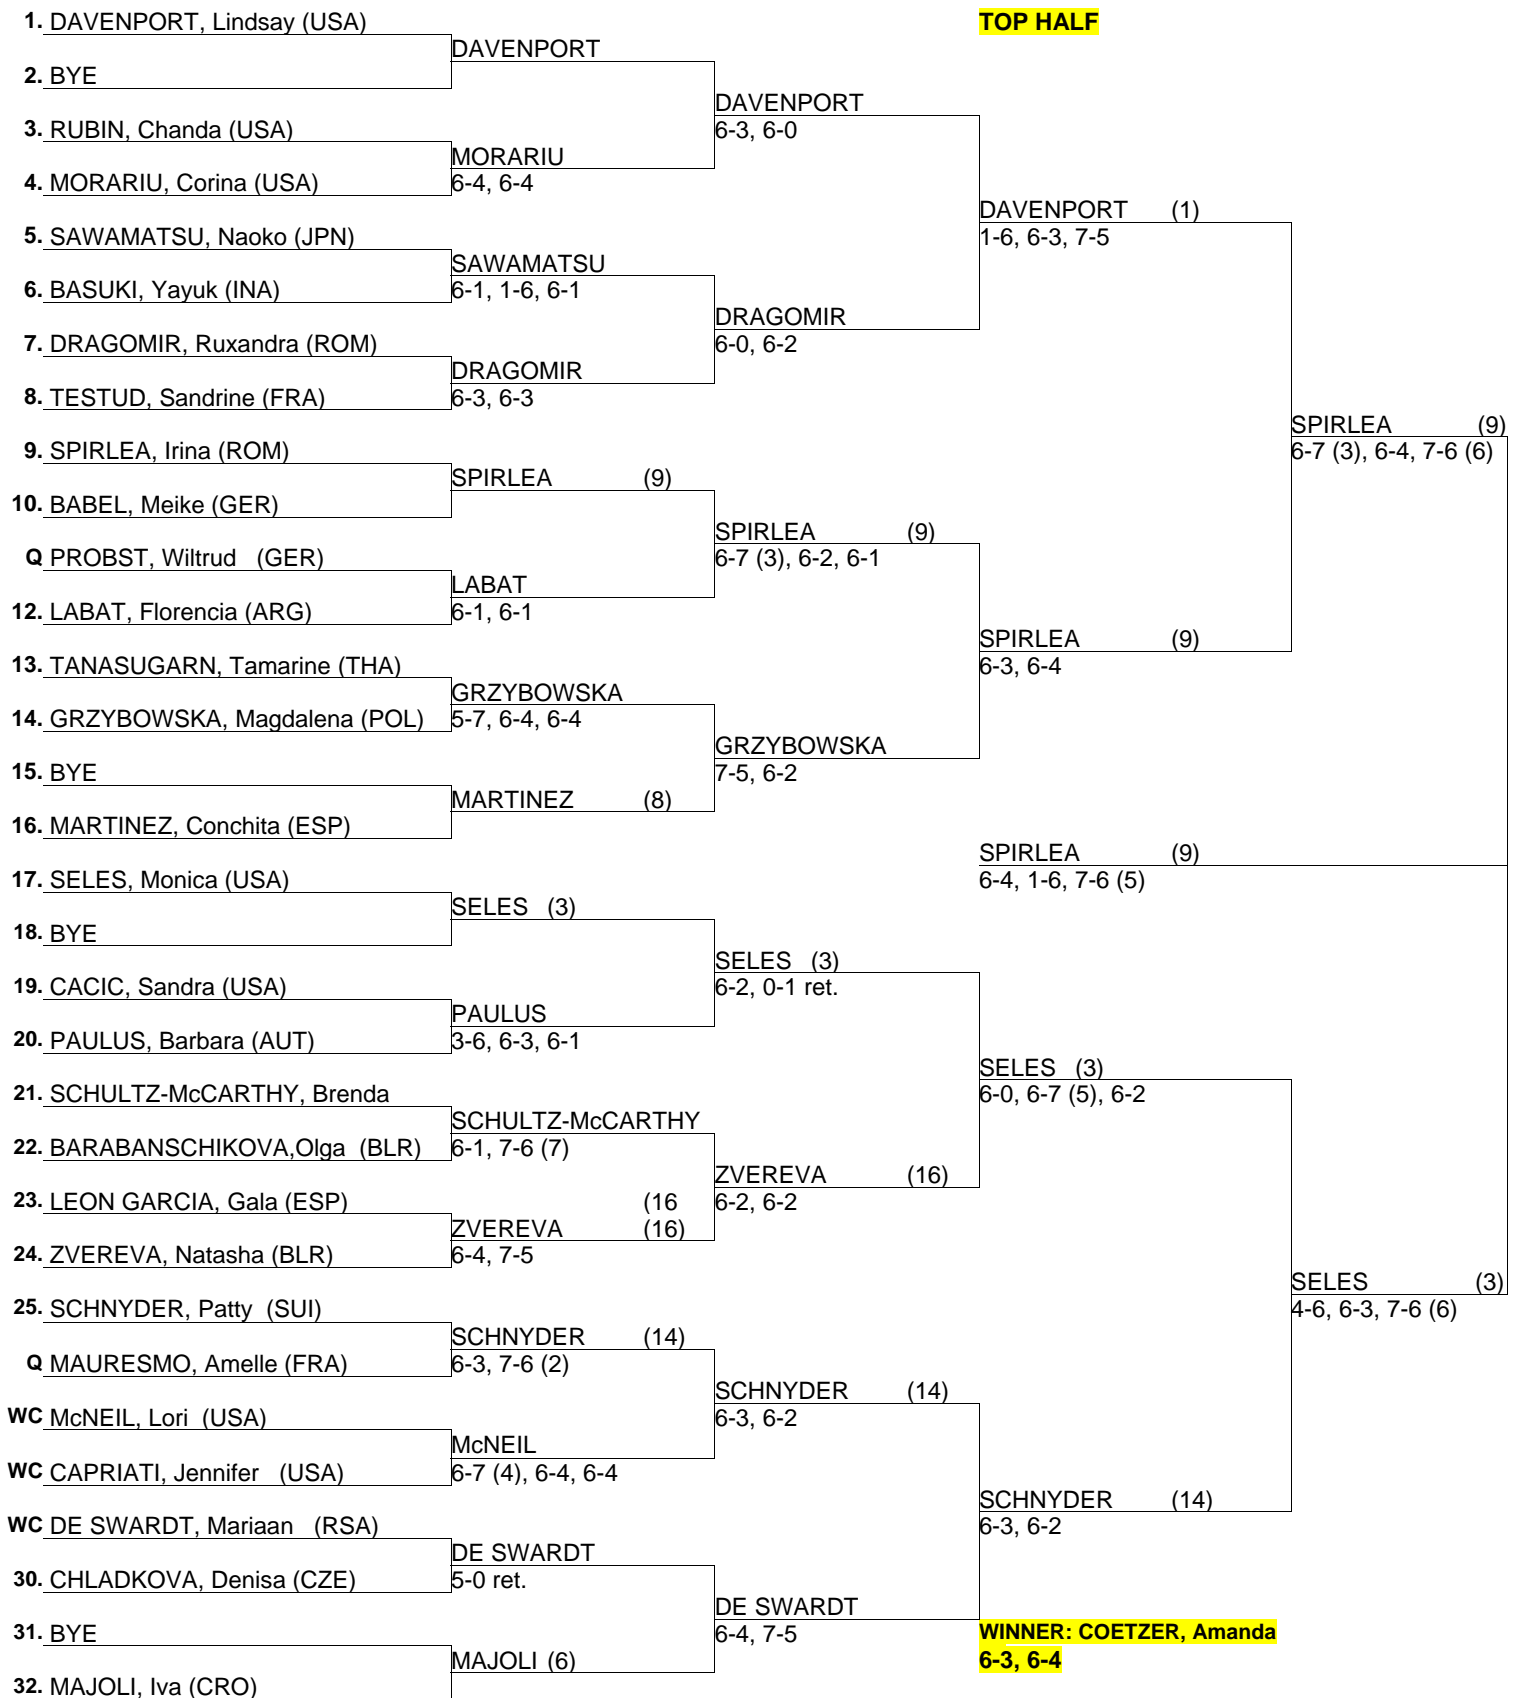 1. DAVENPORT, Lindsay (USA)
TOP HALF
DAVENPORT
2. BYE
DAVENPORT
3. RUBIN, Chanda (USA)
6-3, 6-0
MORARIU
4. MORARIU, Corina (USA)
6-4, 6-4
DAVENPORT (1)
5. SAWAMATSU, Naoko (JPN)
1-6, 6-3, 7-5
SAWAMATSU
6. BASUKI, Yayuk (INA)
6-1, 1-6, 6-1
DRAGOMIR
7. DRAGOMIR, Ruxandra (ROM)
6-0, 6-2
DRAGOMIR
8. TESTUD, Sandrine (FRA)
6-3, 6-3
SPIRLEA (9)
9. SPIRLEA, Irina (ROM)
6-7 (3), 6-4, 7-6 (6)
SPIRLEA (9)
10. BABEL, Meike (GER)
SPIRLEA (9)
Q PROBST, Wiltrud (GER)
6-7 (3), 6-2, 6-1
LABAT
12. LABAT, Florencia (ARG)
6-1, 6-1
SPIRLEA (9)
13. TANASUGARN, Tamarine (THA)
6-3, 6-4
GRZYBOWSKA
14. GRZYBOWSKA, Magdalena (POL)
5-7, 6-4, 6-4
GRZYBOWSKA
15. BYE
7-5, 6-2
MARTINEZ (8)
16. MARTINEZ, Conchita (ESP)
SPIRLEA (9)
17. SELES, Monica (USA)
6-4, 1-6, 7-6 (5)
SELES (3)
18. BYE
SELES (3)
19. CACIC, Sandra (USA)
6-2, 0-1 ret.
PAULUS
20. PAULUS, Barbara (AUT)
3-6, 6-3, 6-1
SELES (3)
21. SCHULTZ-McCARTHY, Brenda
6-0, 6-7 (5), 6-2
SCHULTZ-McCARTHY
22. BARABANSCHIKOVA,Olga (BLR)
6-1, 7-6 (7)
ZVEREVA (16)
23. LEON GARCIA, Gala (ESP)
(16
6-2, 6-2
ZVEREVA (16)
24. ZVEREVA, Natasha (BLR)
6-4, 7-5
SELES (3)
25. SCHNYDER, Patty (SUI)
4-6, 6-3, 7-6 (6)
SCHNYDER (14)
Q MAURESMO, Amelle (FRA)
6-3, 7-6 (2)
SCHNYDER (14)
WC McNEIL, Lori (USA)
6-3, 6-2
McNEIL
WC CAPRIATI, Jennifer (USA)
6-7 (4), 6-4, 6-4
SCHNYDER (14)
WC DE SWARDT, Mariaan (RSA)
6-3, 6-2
DE SWARDT
30. CHLADKOVA, Denisa (CZE)
5-0 ret.
DE SWARDT
31. BYE
6-4, 7-5
WINNER: COETZER, Amanda
MAJOLI (6)
6-3, 6-4
32. MAJOLI, Iva (CRO)